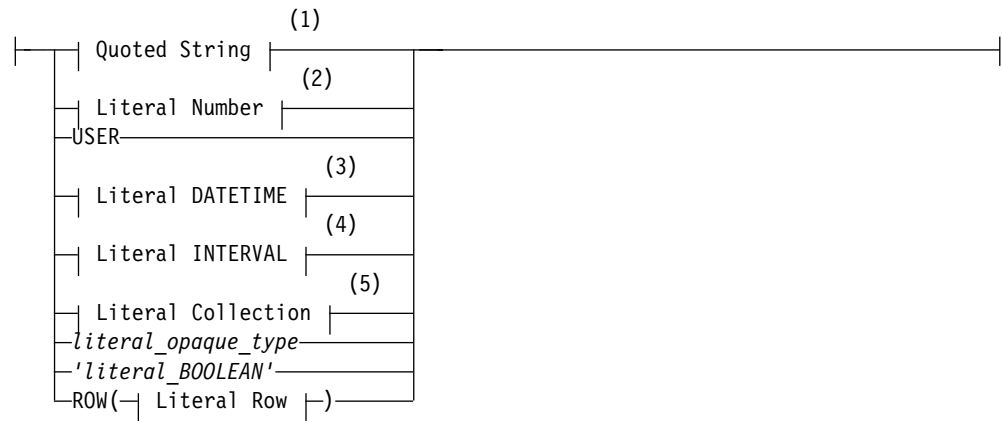 (1)
Quoted String
(2)
Literal Number
USER
(3)
Literal DATETIME
(4)
Literal INTERVAL
(5)
Literal Collection
literal_opaque_type
'literal_BOOLEAN'
ROW( Literal Row )